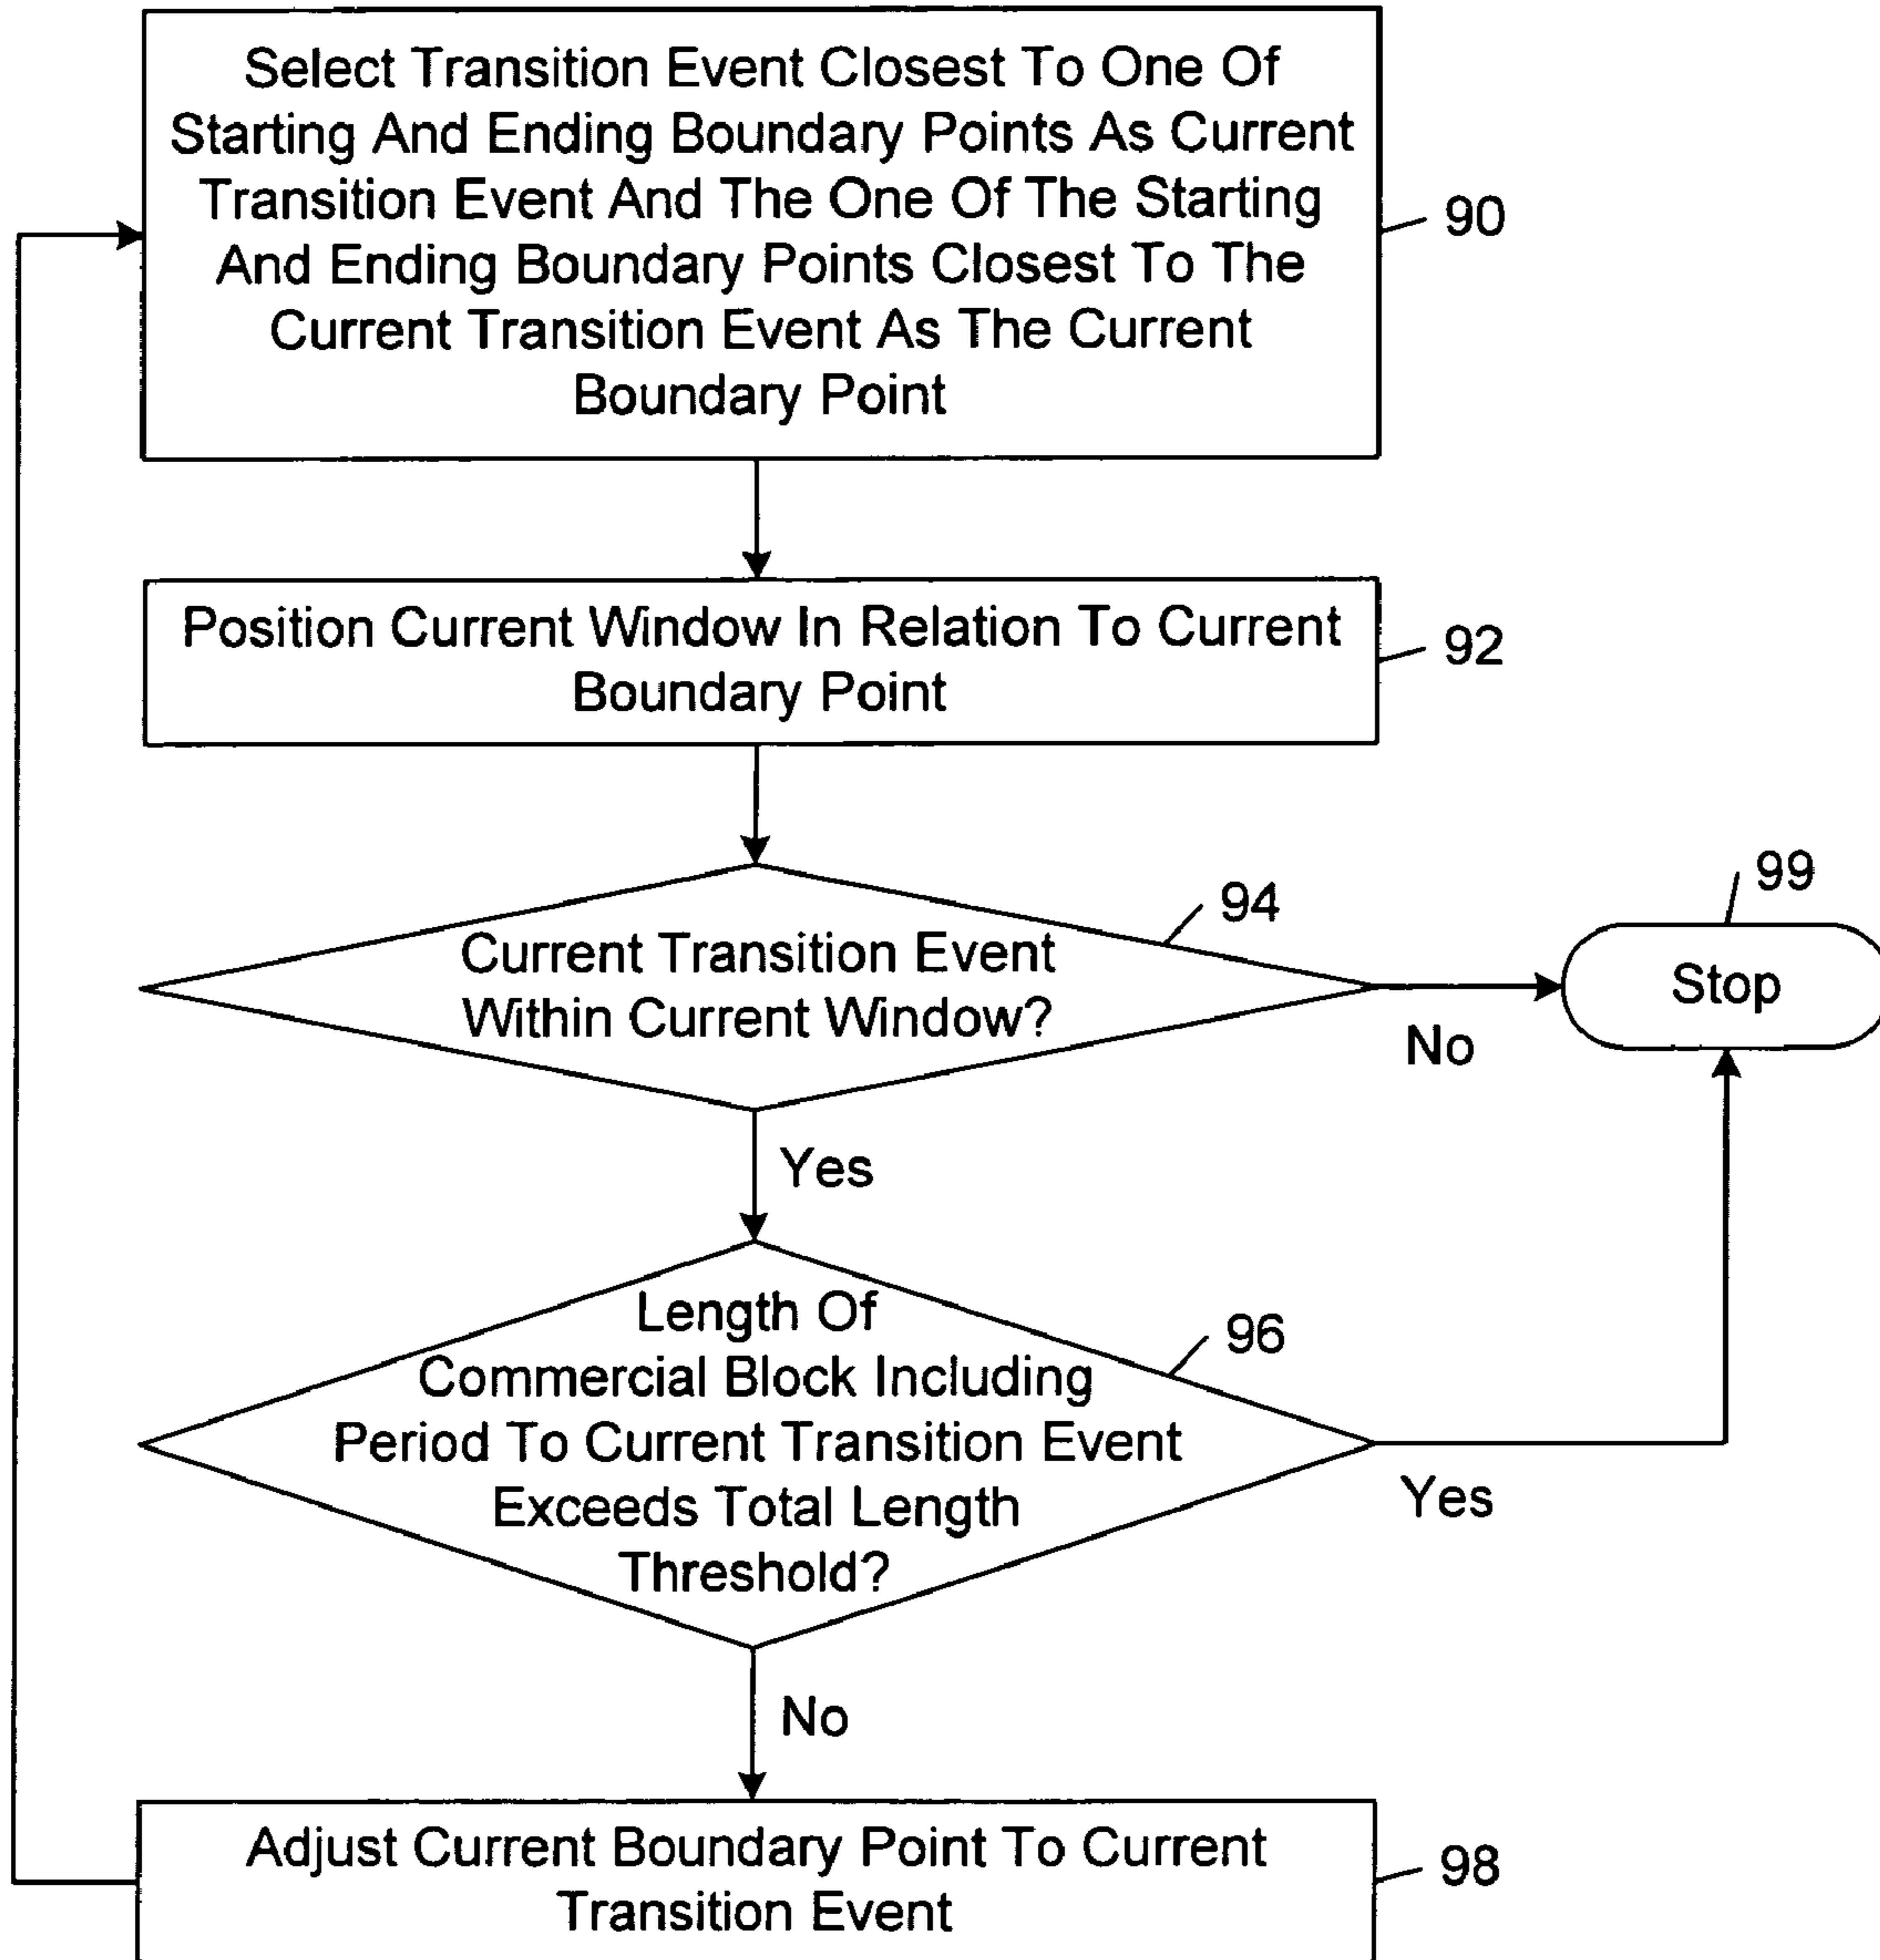 Select Transition Event Closest To One Of
Starting And Ending Boundary Points As Current
Transition Event And The One Of The Starting
And Ending Boundary Points Closest To The
Current Transition Event As The Current
Boundary Point
90
Position Current Window In Relation To Current
Boundary Point
92
94
Current Transition Event
Within Current Window?
99
Stop
No
Yes
Length Of
Commercial Block Including
Period To Current Transition Event
Exceeds Total Length
Threshold?
96
Yes
No
Adjust Current Boundary Point To Current
Transition Event
98